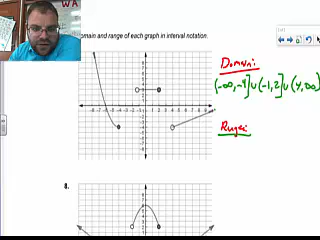 omain and range of each graph in interval notation.
Domain:
(-∞,-4]∪(-1,2]∪(4,∞)
Range:
8.